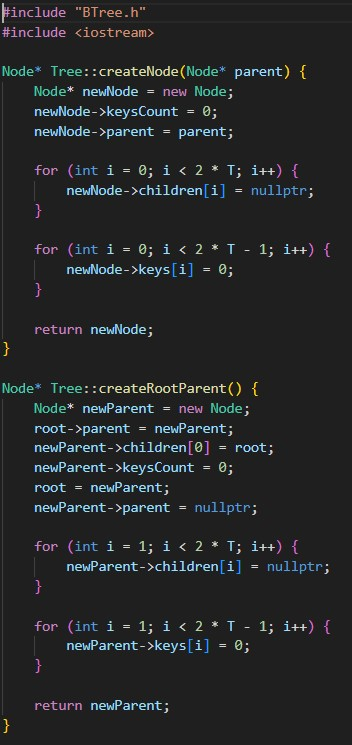 #include "BTree.h"
#include <iostream>

Node* Tree::createNode(Node* parent) {
    Node* newNode = new Node;
    newNode->keysCount = 0;
    newNode->parent = parent;

    for (int i = 0; i < 2 * T; i++) {
        newNode->children[i] = nullptr;
    }

    for (int i = 0; i < 2 * T - 1; i++) {
        newNode->keys[i] = 0;
    }

    return newNode;
}

Node* Tree::createRootParent() {
    Node* newParent = new Node;
    root->parent = newParent;
    newParent->children[0] = root;
    newParent->keysCount = 0;
    root = newParent;
    newParent->parent = nullptr;

    for (int i = 1; i < 2 * T; i++) {
        newParent->children[i] = nullptr;
    }

    for (int i = 1; i < 2 * T - 1; i++) {
        newParent->keys[i] = 0;
    }

    return newParent;
}